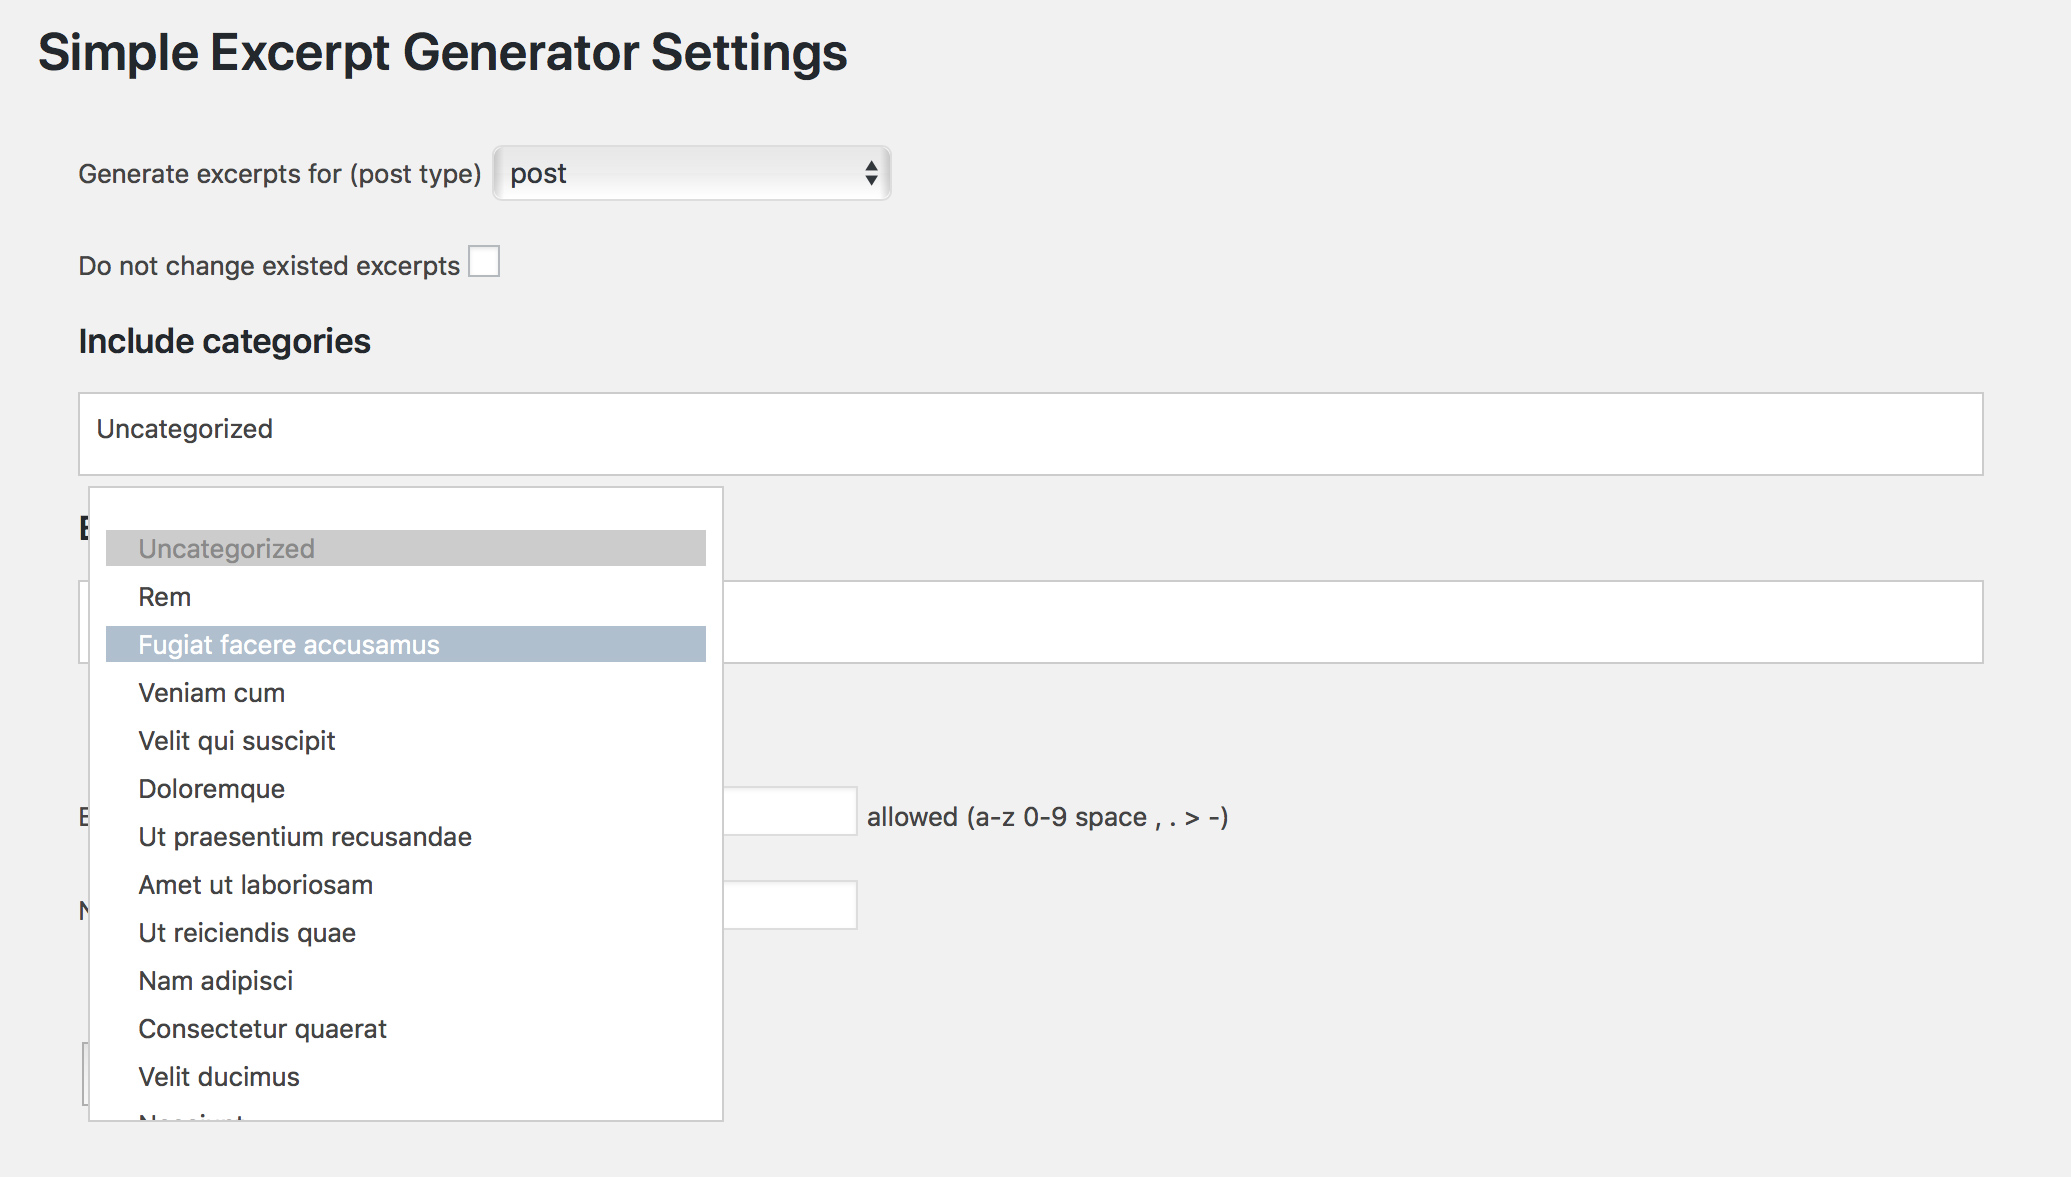 Simple Excerpt Generator Settings
Generate excerpts for (post type) post
Do not change existed excerpts
Include categories
Uncategorized
Uncategorized
Rem
Fugiat facere accusamus
Veniam cum
Velit qui suscipit
Doloremque
allowed (a-z 0-9 space , . > -)
Ut praesentium recusandae
Amet ut laboriosam
Ut reiciendis quae
Nam adipisci
Consectetur quaerat
Velit ducimus